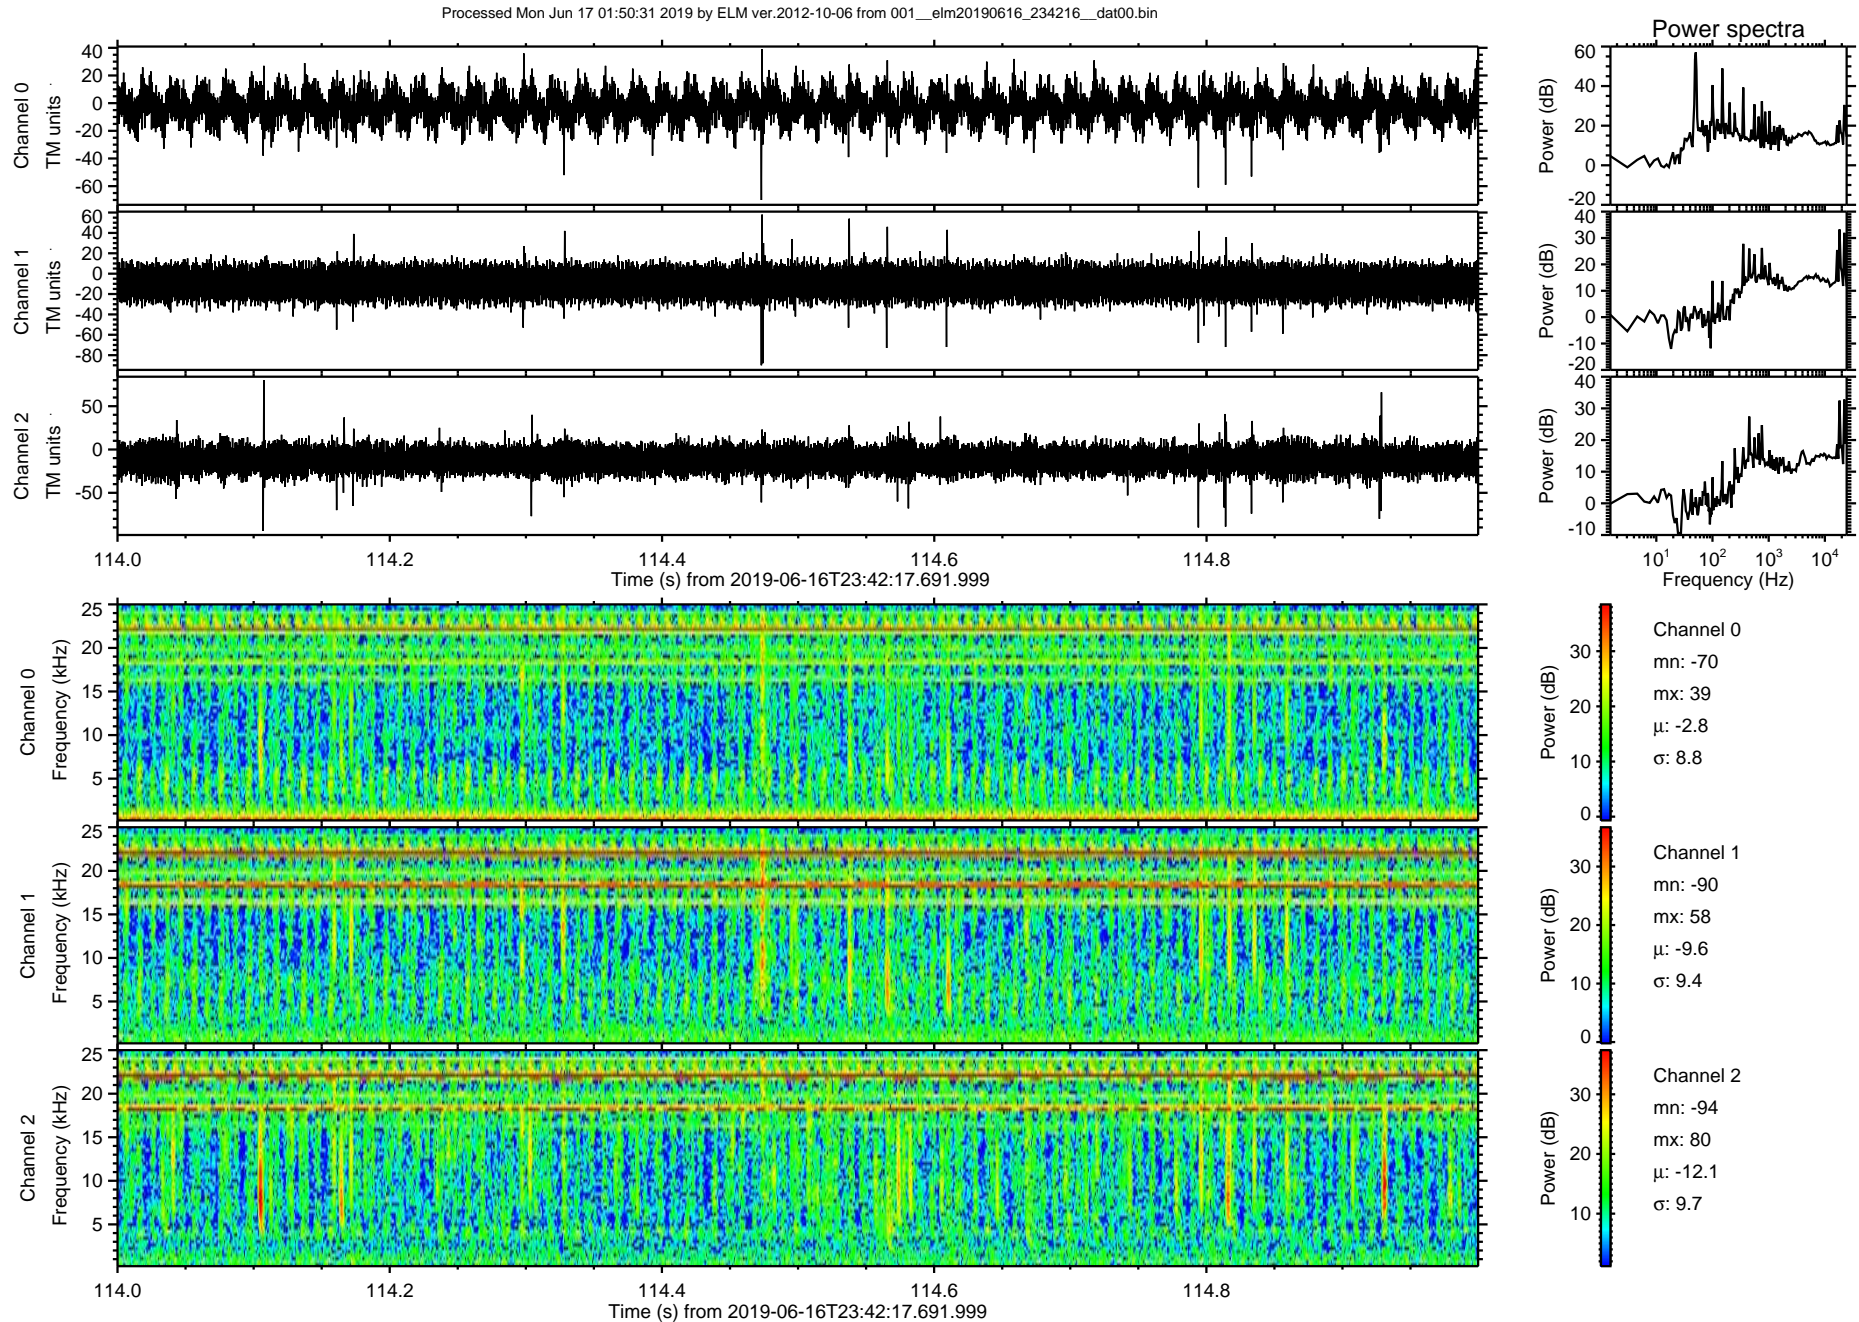 Processed Mon Jun 17 01:50:31 2019 by ELM ver.2012-10-06 from 001__elm20190616_234216__dat00.bin
Power spectra
Channel 0
TM units
40
20
0
-20
-40
-60
Power (dB)
60
40
20
0
-20
Channel 1
TM units
60
40
20
0
-20
-40
-60
-80
Power (dB)
40
30
20
10
0
-10
-20
Channel 2
TM units
50
0
-50
Power (dB)
40
30
20
10
0
-10
114.0 114.2 114.4 114.6 114.8
Time (s) from 2019-06-16T23:42:17.691.999
10^1 10^2 10^3 10^4
Frequency (Hz)
Channel 0
Frequency (kHz)
25
20
15
10
5
Power (dB)
30
20
10
0
Channel 0
mn: -70
mx: 39
μ: -2.8
σ: 8.8
Channel 1
Frequency (kHz)
25
20
15
10
5
Power (dB)
30
20
10
0
Channel 1
mn: -90
mx: 58
μ: -9.6
σ: 9.4
Channel 2
Frequency (kHz)
25
20
15
10
5
Power (dB)
30
20
10
Channel 2
mn: -94
mx: 80
μ: -12.1
σ: 9.7
114.0 114.2 114.4 114.6 114.8
Time (s) from 2019-06-16T23:42:17.691.999